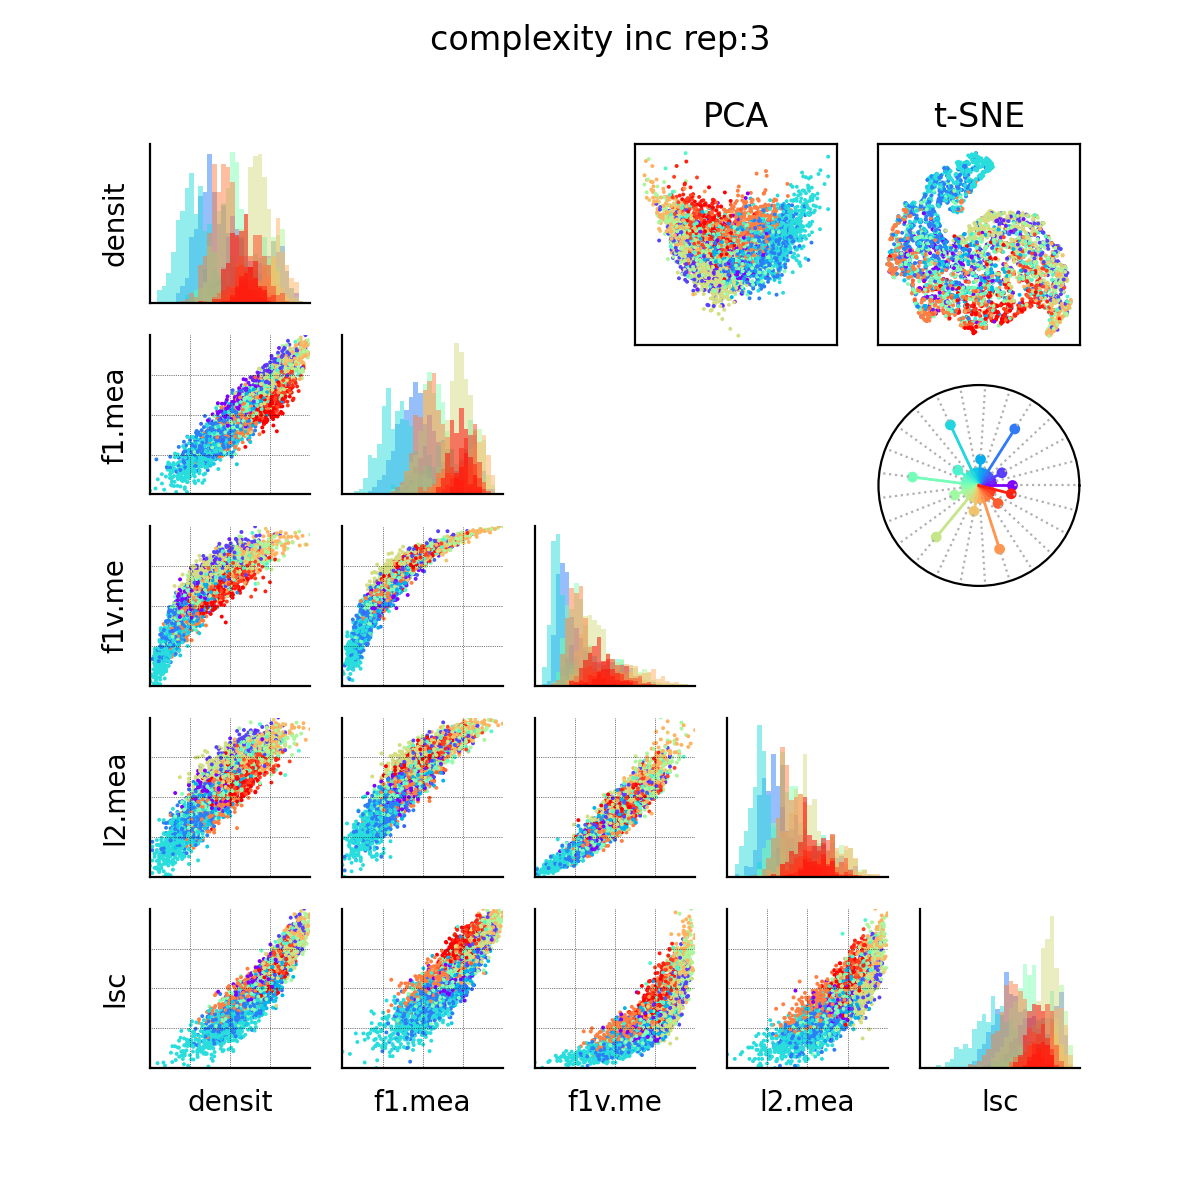 complexity inc rep:3
PCA
t-SNE
densit
f1.mea
f1v.me
l2.mea
lsc
densit
f1.mea
f1v.me
l2.mea
lsc